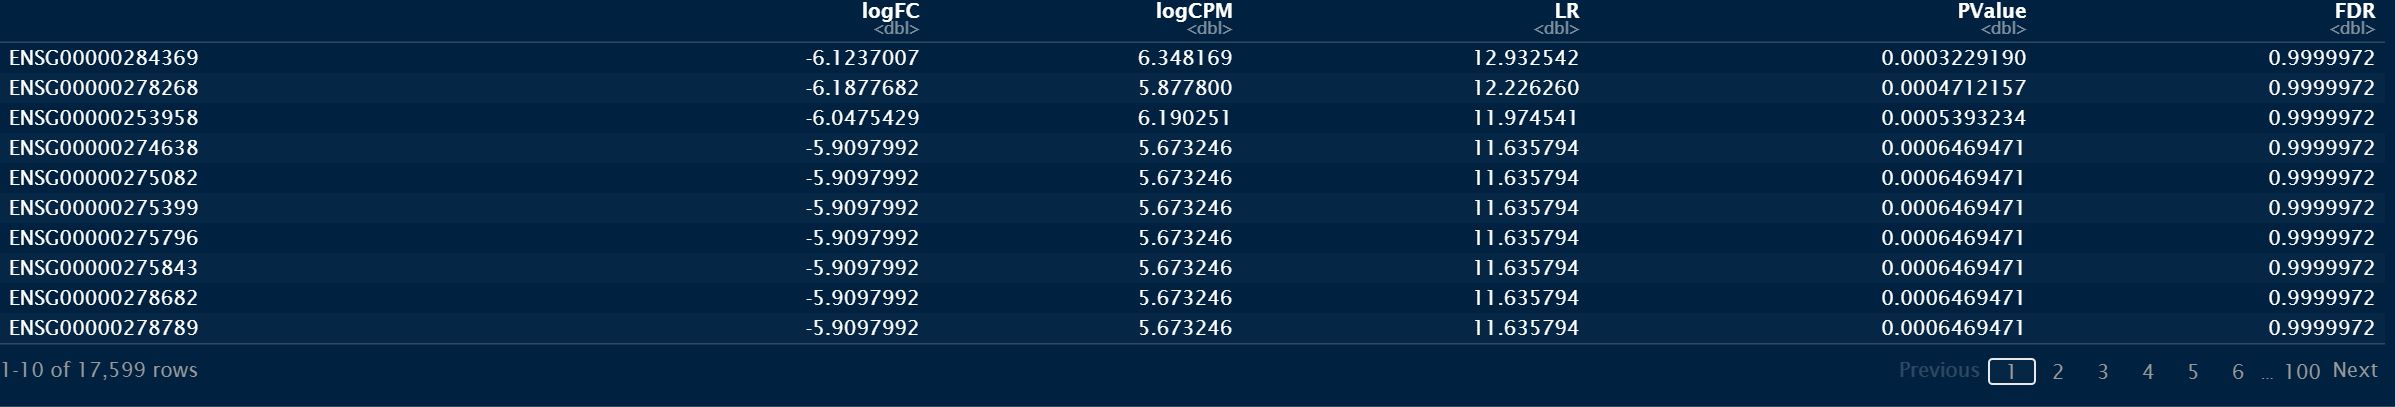 logFC logCPM LR PValue FDR
<dbl> <dbl> <dbl> <dbl> <dbl>
ENSG00000284369 -6.1237007 6.348169 12.932542 0.0003229190 0.9999972
ENSG00000278268 -6.1877682 5.877800 12.226260 0.0004712157 0.9999972
ENSG00000253958 -6.0475429 6.190251 11.974541 0.0005393234 0.9999972
ENSG00000274638 -5.9097992 5.673246 11.635794 0.0006469471 0.9999972
ENSG00000275082 -5.9097992 5.673246 11.635794 0.0006469471 0.9999972
ENSG00000275399 -5.9097992 5.673246 11.635794 0.0006469471 0.9999972
ENSG00000275796 -5.9097992 5.673246 11.635794 0.0006469471 0.9999972
ENSG00000275843 -5.9097992 5.673246 11.635794 0.0006469471 0.9999972
ENSG00000278682 -5.9097992 5.673246 11.635794 0.0006469471 0.9999972
ENSG00000278789 -5.9097992 5.673246 11.635794 0.0006469471 0.9999972
1-10 of 17,599 rows Previous 1 2 3 4 5 6 ... 100 Next